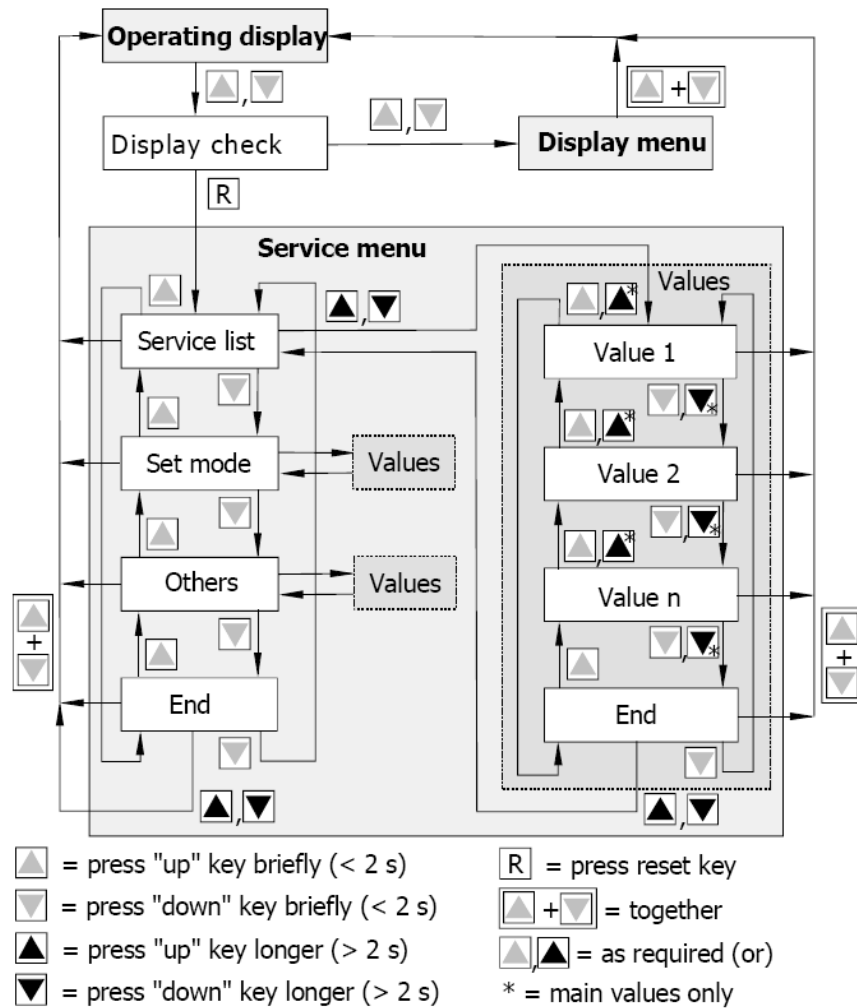 Operating display
,
,
+
Display check
Display menu
R
Service menu
Values
,
, *
Service list
Value 1
, *
, *
Set mode
Values
Value 2
, *
, *
Others
Values
Value n
+
, *
+
End
End
,
,
= press "up" key briefly (< 2 s)
= press "down" key briefly (< 2 s)
= press "up" key longer (> 2 s)
= press "down" key longer (> 2 s)
R = press reset key
+ = together
, = as required (or)
* = main values only